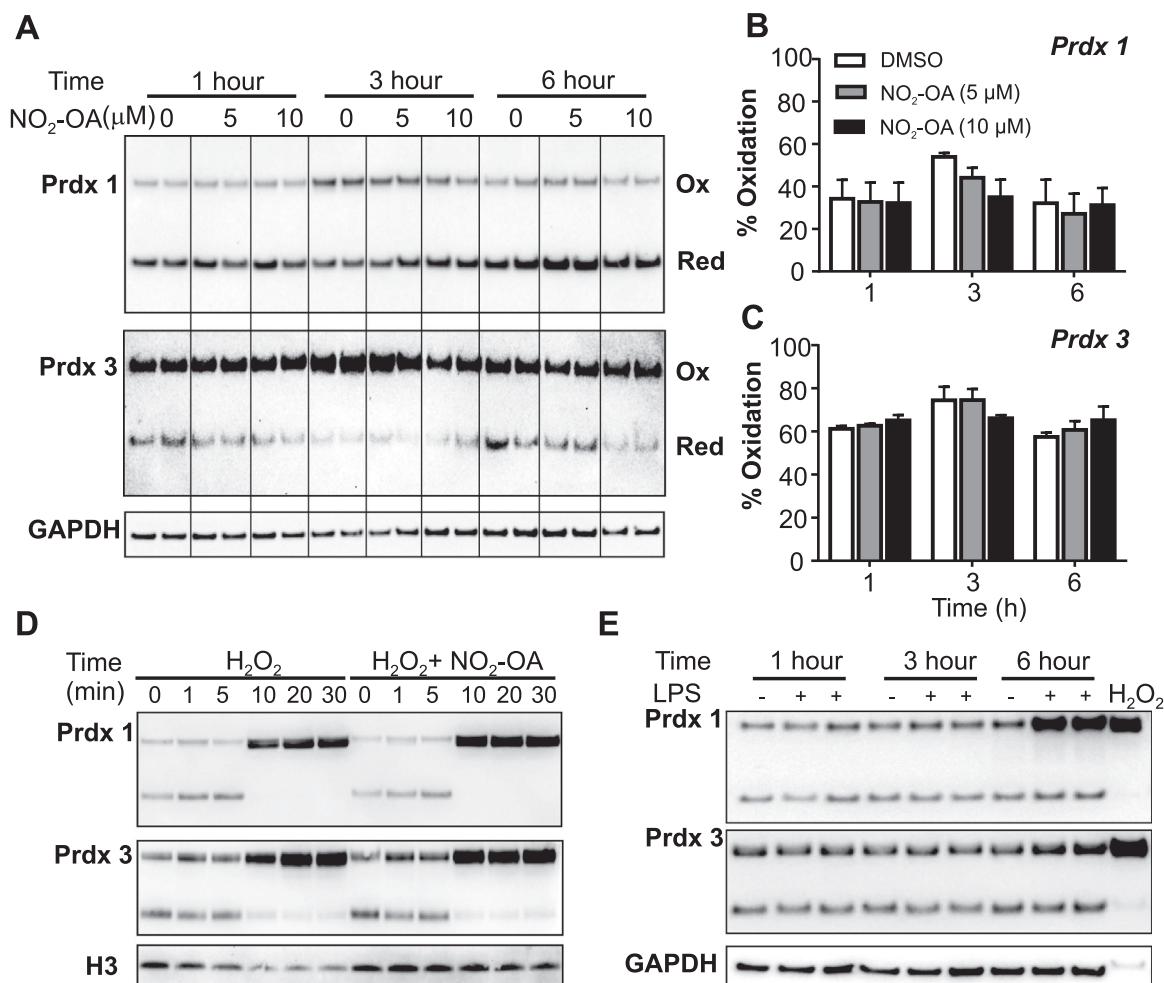 A
Time 1 hour 3 hour 6 hour
NO₂-OA(μM) 0 5 10 0 5 10 0 5 10
Prdx 1 Ox
Red
Prdx 3 Ox
Red
GAPDH
B
Prdx 1
DMSO
NO₂-OA (5 μM)
NO₂-OA (10 μM)
% Oxidation
100
80
60
40
20
0
1 3 6
C
Prdx 3
% Oxidation
100
80
60
40
20
0
1 3 6
Time (h)
D
Time H₂O₂ H₂O₂+ NO₂-OA
(min) 0 1 5 10 20 30 0 1 5 10 20 30
Prdx 1
Prdx 3
H3
E
Time 1 hour 3 hour 6 hour
LPS - + + - + + - + + H₂O₂
Prdx 1
Prdx 3
GAPDH